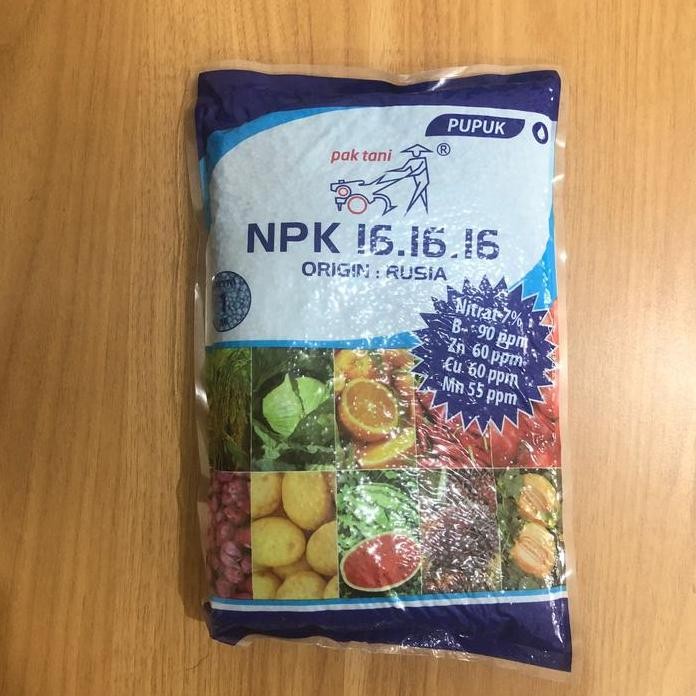 PUPUK
pak tani ®
NPK 16.16.16
ORIGIN : RUSIA
1
Nitrat 7%
B 90 ppm
Zn 60 ppm
Cu 60 ppm
Mn 55 ppm